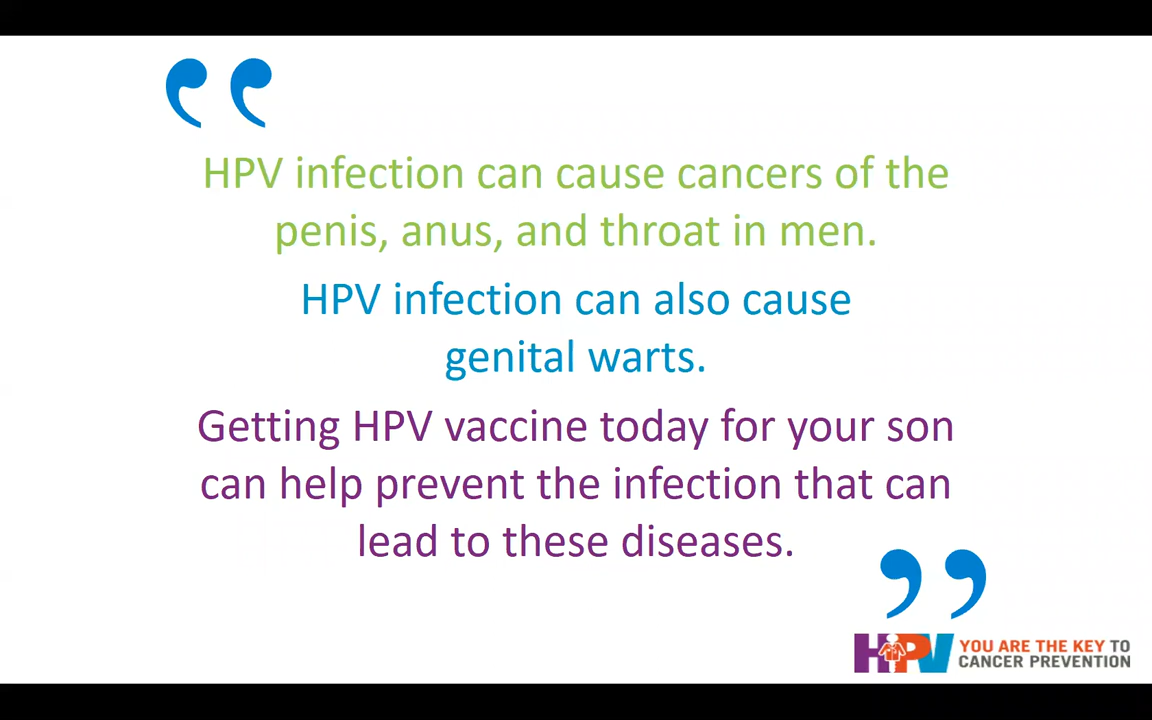 HPV infection can cause cancers of the
penis, anus, and throat in men.
HPV infection can also cause
genital warts.
Getting HPV vaccine today for your son
can help prevent the infection that can
lead to these diseases.
HPV YOU ARE THE KEY TO
CANCER PREVENTION